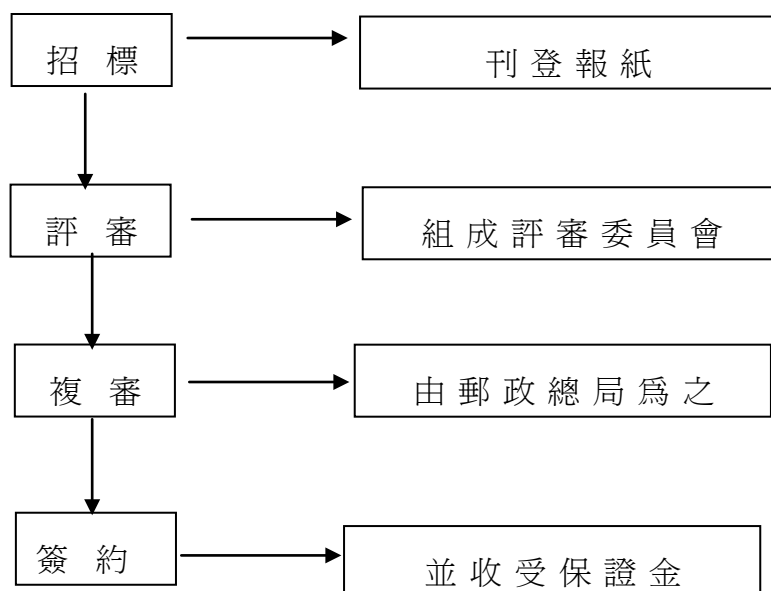 招標
刊登報紙
評審
組成評審委員會
複審
由郵政總局為之
簽約
並收受保證金